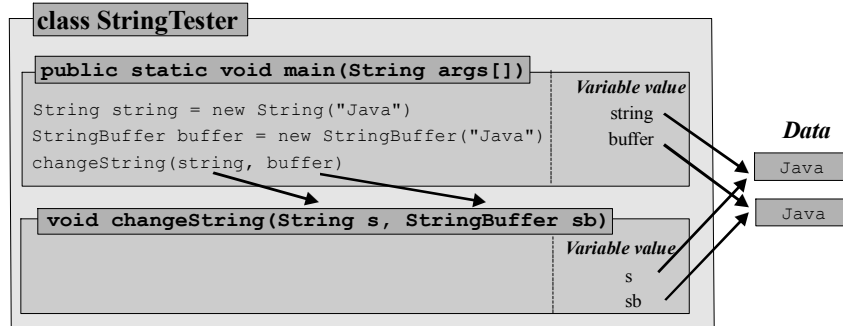 class StringTester
public static void main(String args[])
String string = new String("Java")
StringBuffer buffer = new StringBuffer("Java")
changeString(string, buffer)
Variable value
string
buffer
Data
Java
Java
void changeString(String s, StringBuffer sb)
Variable value
s
sb